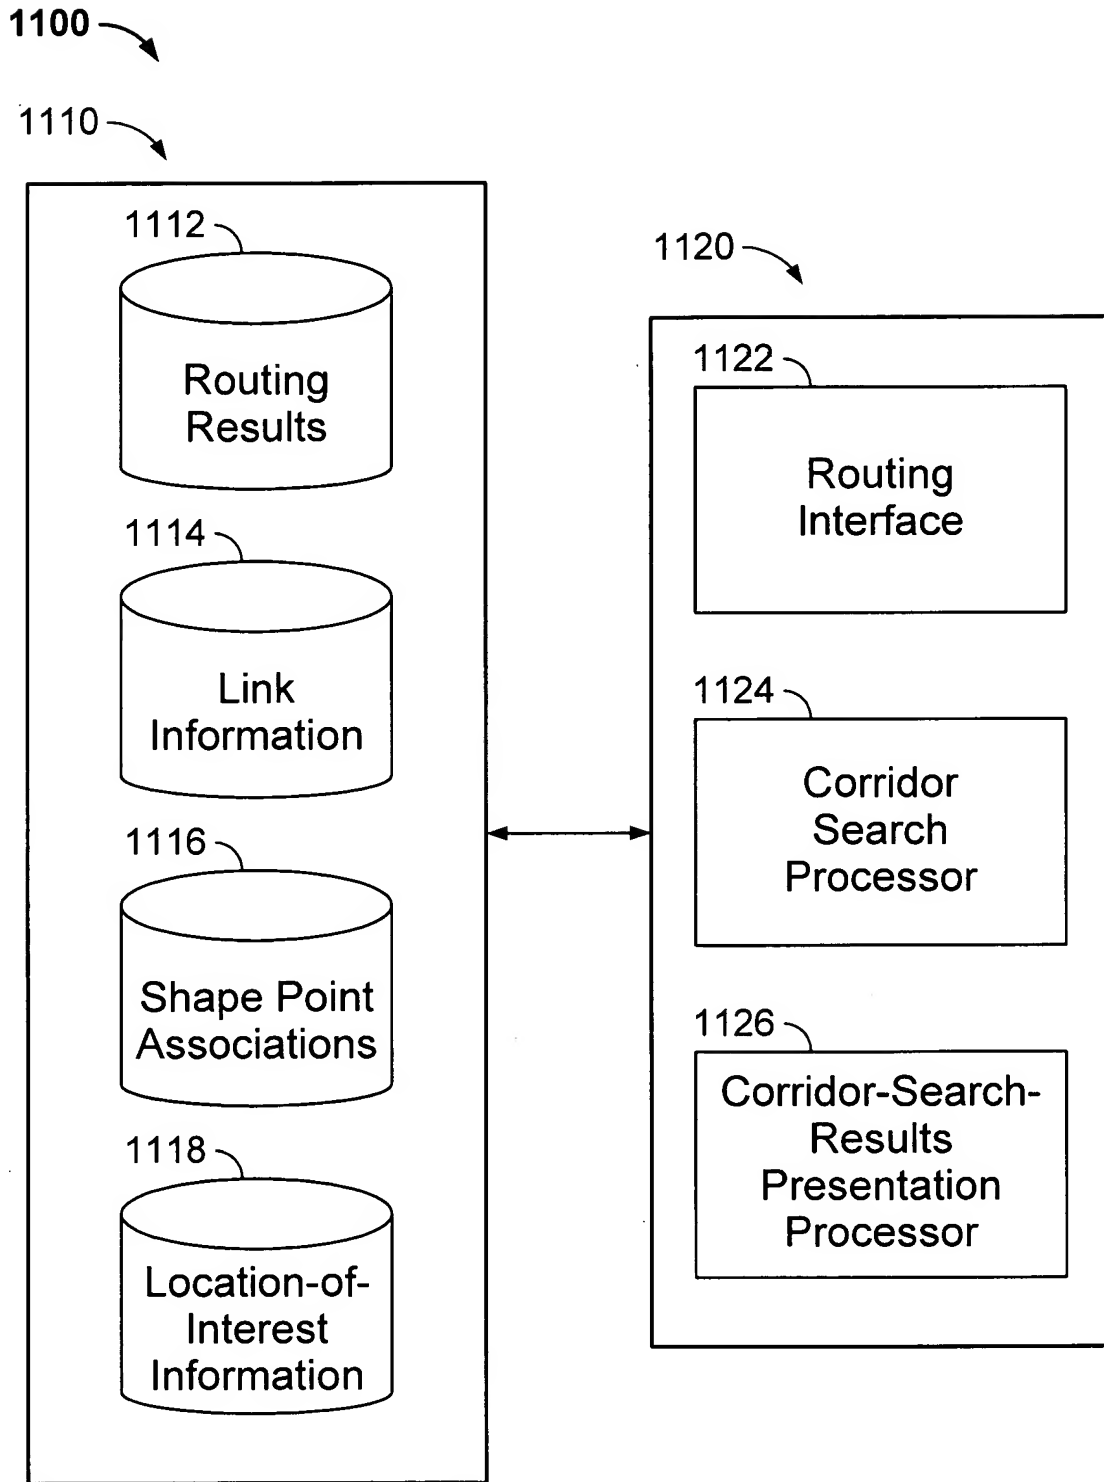 1100
1110
1112
Routing
Results
1114
Link
Information
1116
Shape Point
Associations
1118
Location-of-
Interest
Information
1120
1122
Routing
Interface
1124
Corridor
Search
Processor
1126
Corridor-Search-
Results
Presentation
Processor